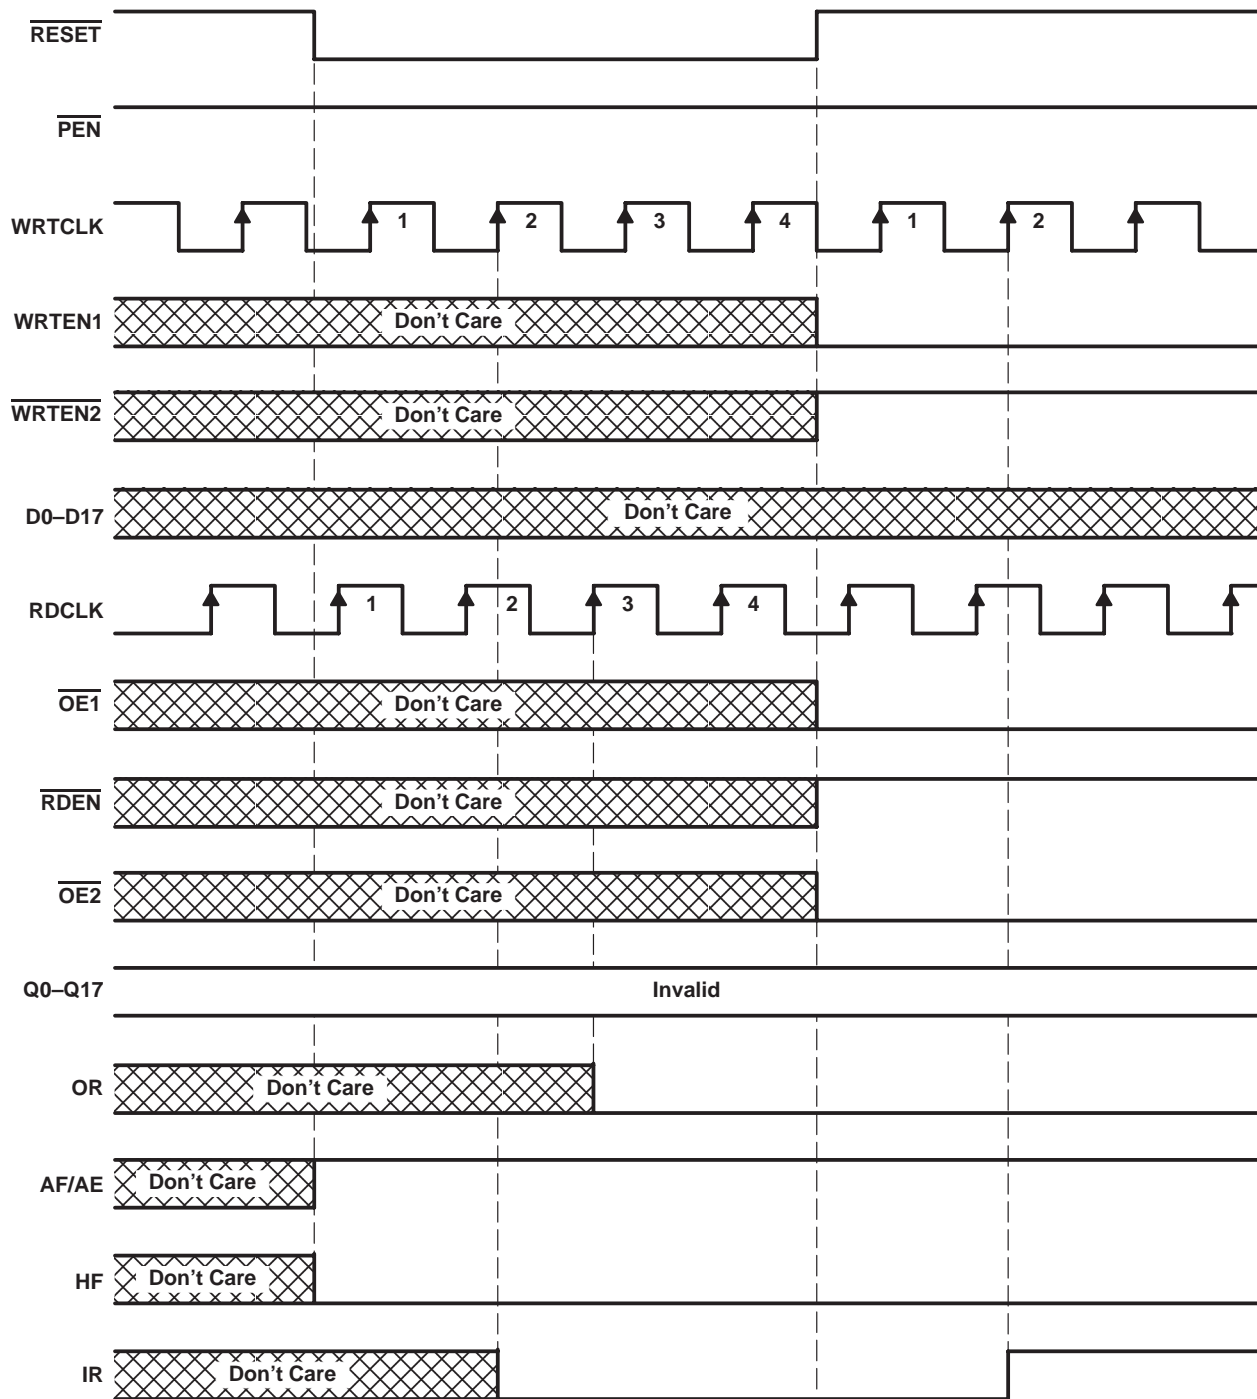 RESET
PEN
WRTCLK 1 2 3 4 1 2
WRTEN1 Don't Care
WRTEN2 Don't Care
D0–D17 Don't Care
RDCLK 1 2 3 4
OE1 Don't Care
RDEN Don't Care
OE2 Don't Care
Q0–Q17 Invalid
OR Don't Care
AF/AE Don't Care
HF Don't Care
IR Don't Care